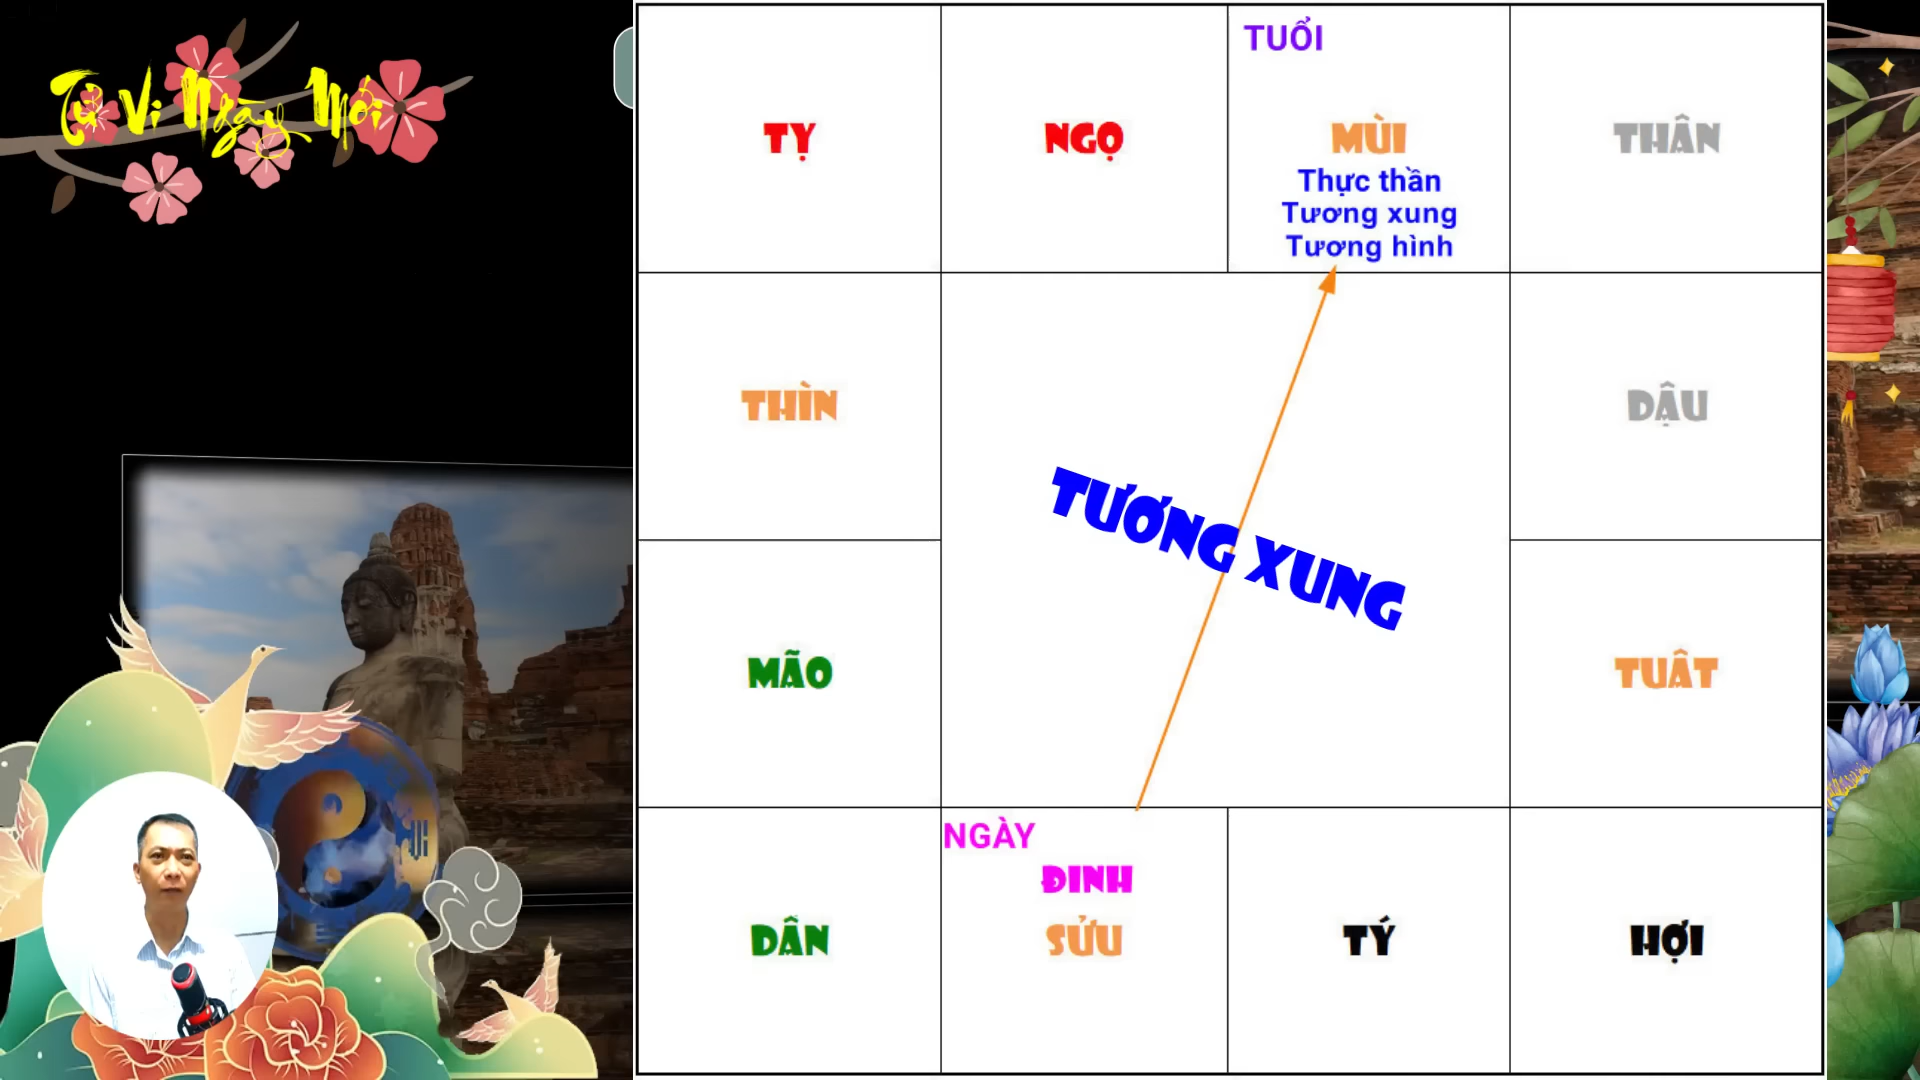 Tử Vi Ngày Mới
TUỔI
TỴ
NGỌ
MÙI
THÂN
Thực thần
Tương xung
Tương hình
THÌN
DẬU
TƯƠNG XUNG
MÃO
TUẤT
NGÀY
ĐINH
DẦN
SỬU
TÝ
HỢI